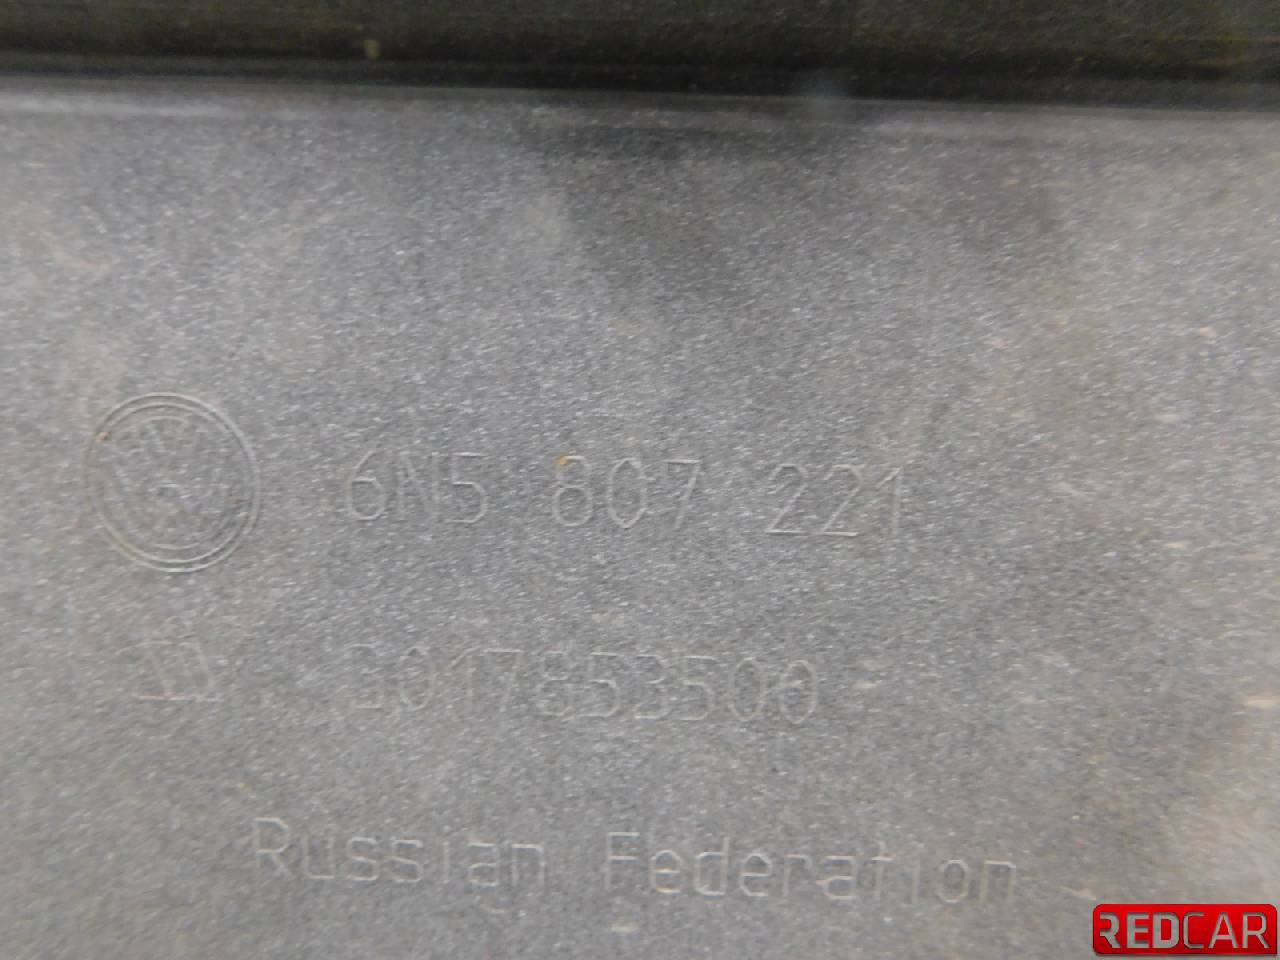 6N5 807 221
3017853500
Russian Federation
REDCAR